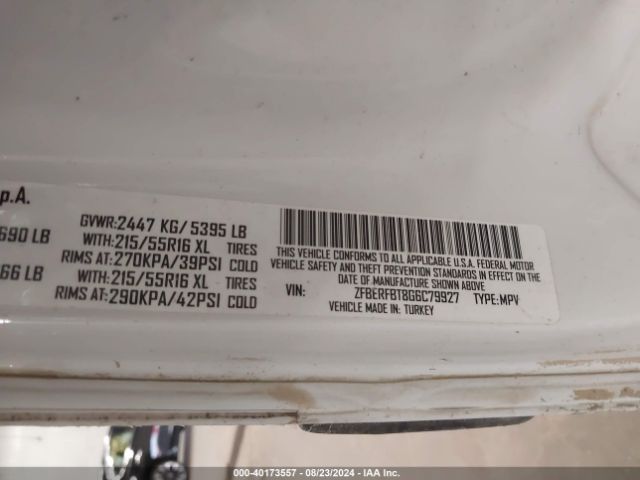 p.A.
GVWR:2447 KG/ 5395 LB
690 LB WITH:215/55R16 XL TIRES
RIMS AT:270KPA/39PSI COLD
66 LB WITH:215/55R16 XL TIRES
RIMS AT:290KPA/42PSI COLD
THIS VEHICLE CONFORMS TO ALL APPLICABLE U.S.A. FEDERAL MOTOR
VEHICLE SAFETY AND THEFT PREVENTION STANDARDS IN EFFECT ON THE
DATE OF MANUFACTURE SHOWN ABOVE
VIN: ZFBERFBT8G6C79927 TYPE:MPV
VEHICLE MADE IN: TURKEY
000-40173557 - 08/23/2024 - IAA Inc.